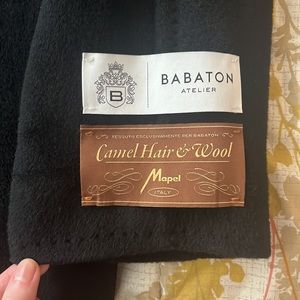 B
BABATON
ATELIER
TESSUTO ESCLUSIVAMENTE PER BABATON
Camel Hair & Wool
Mapel
ITALY